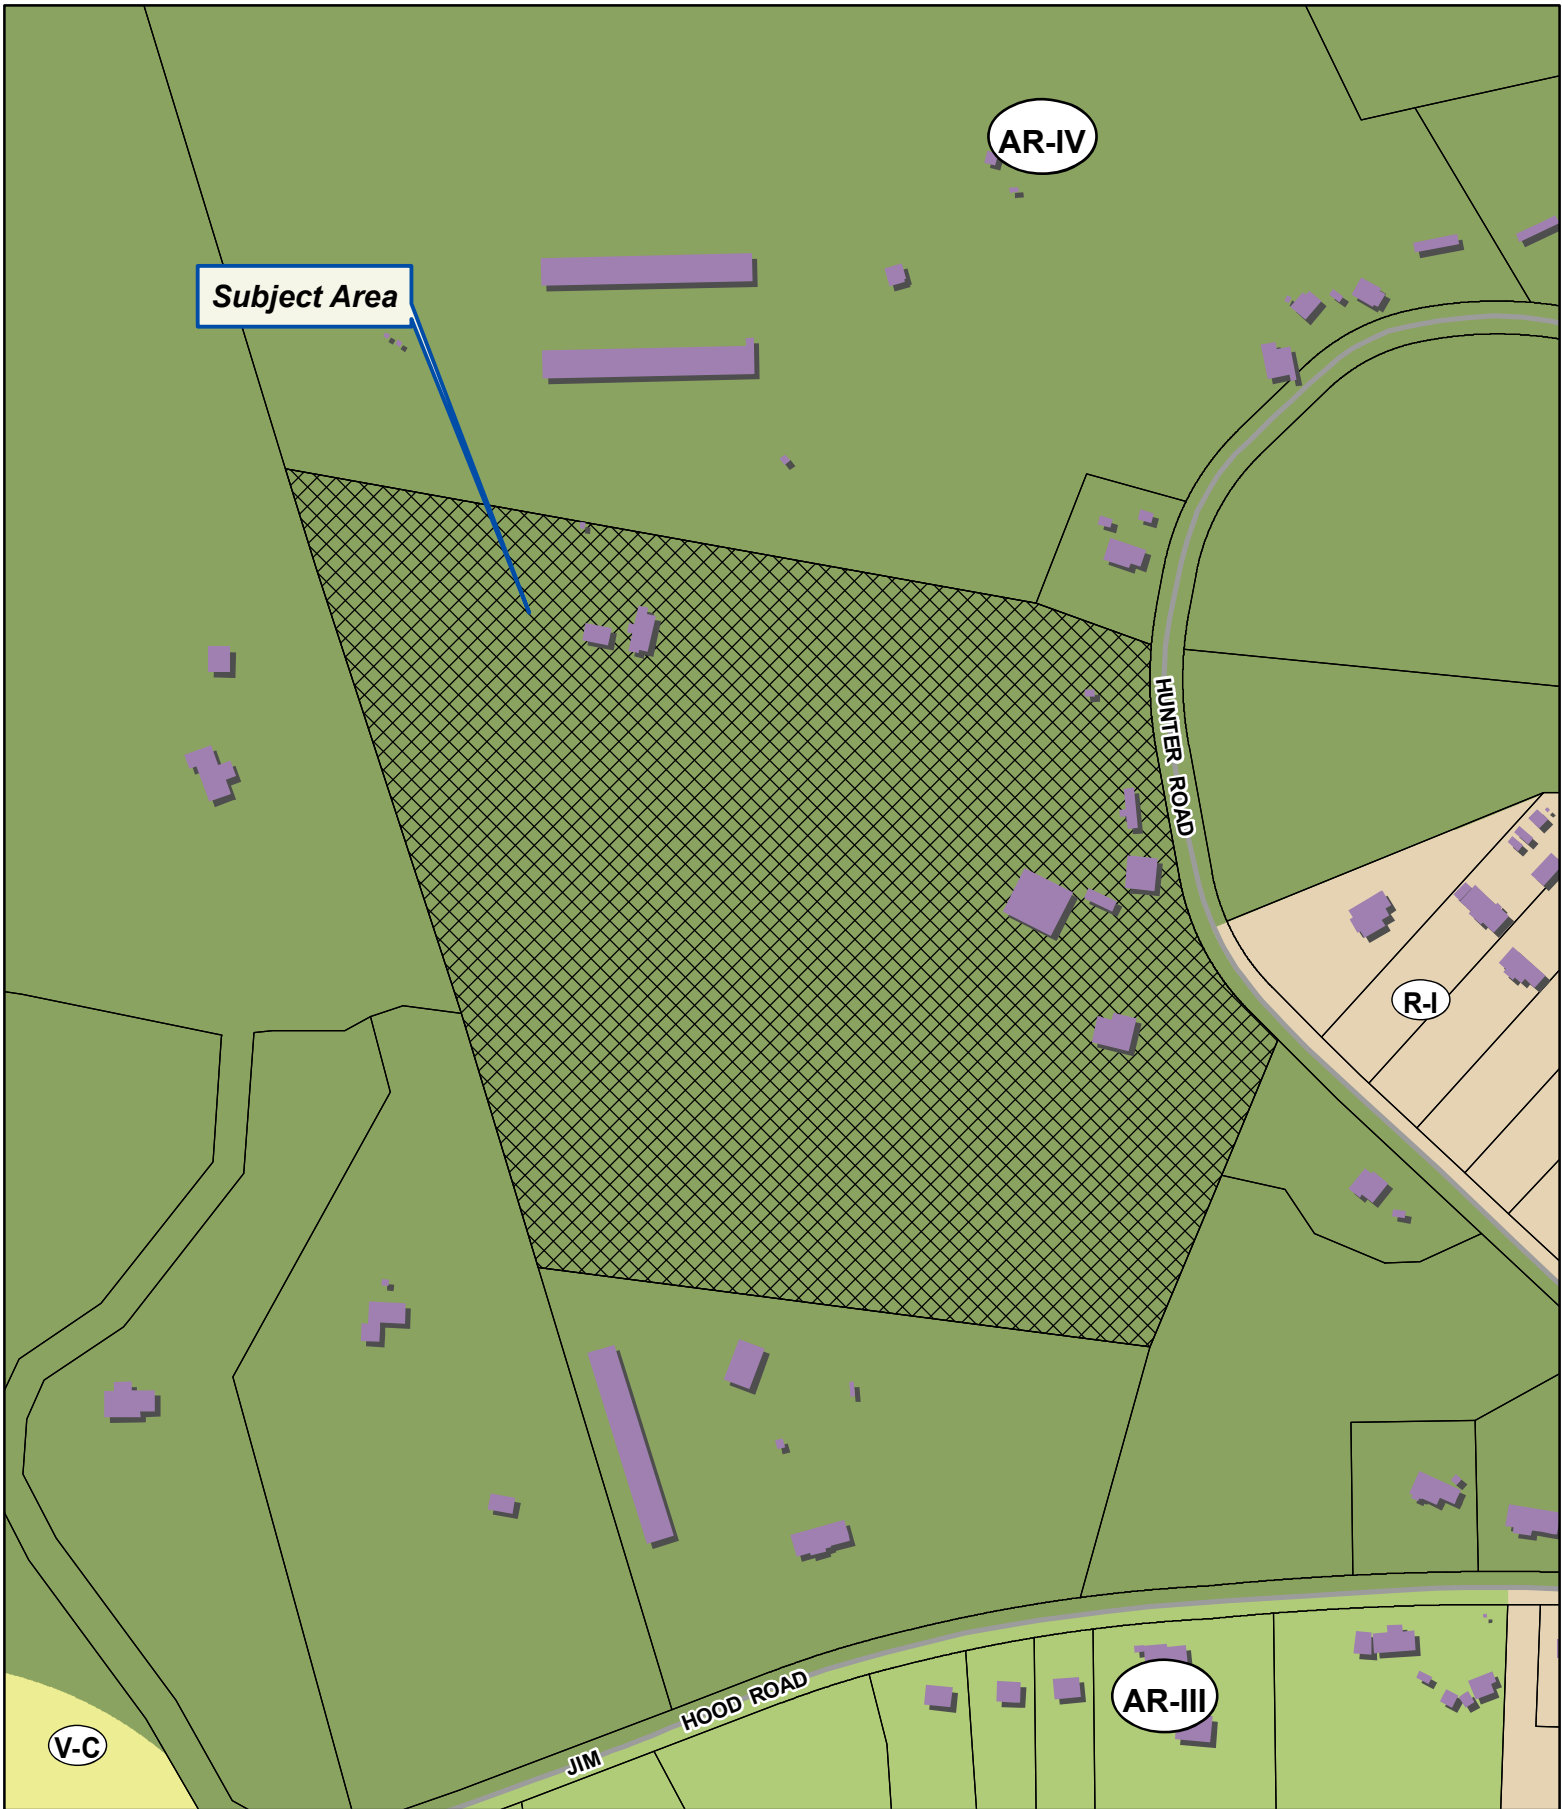 AR-IV
Subject Area
HUNTER ROAD
R-I
AR-III
JIM HOOD ROAD
V-C